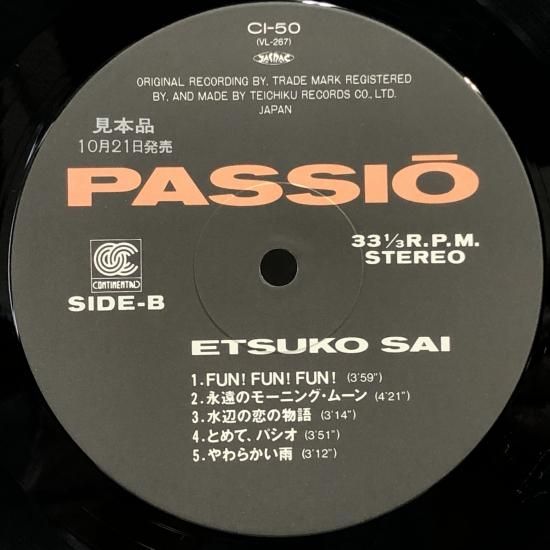 CI-50
(VL-267)
JASRAC
ORIGINAL RECORDING BY, TRADE MARK REGISTERED
BY, AND MADE BY TEICHIKU RECORDS CO., LTD.
JAPAN
見本品
10月21日発売
PASSIŌ
33 1/3 R.P.M.
STEREO
CONTINENTAL
SIDE-B
ETSUKO SAI
1. FUN! FUN! FUN! (3'59")
2. 永遠のモーニング・ムーン (4'21")
3. 水辺の恋の物語 (3'14")
4. とめて、パシオ (3'51")
5. やわらかい雨 (3'12")